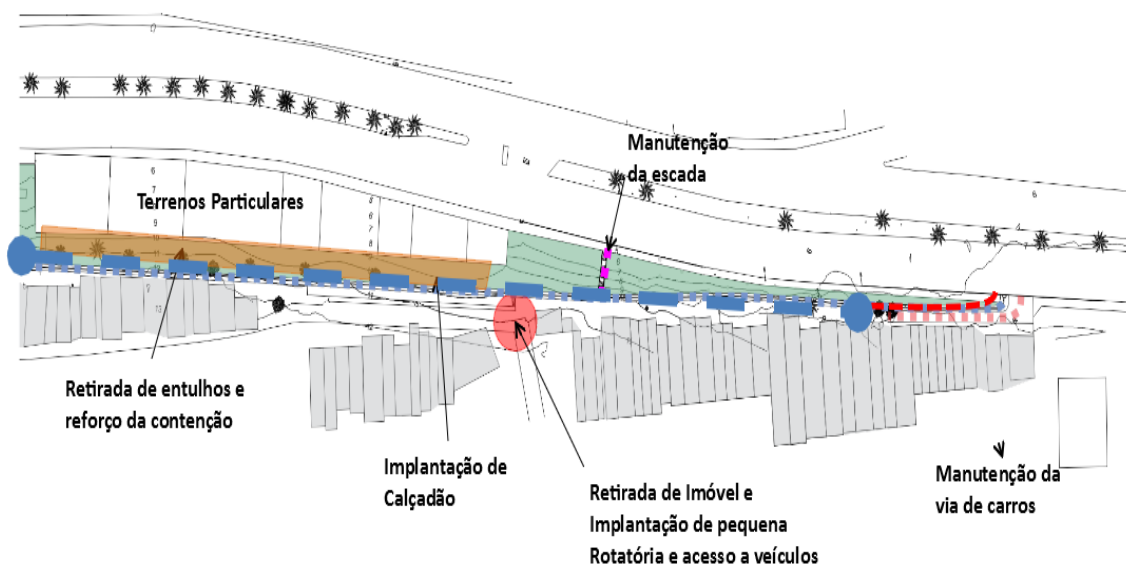 Manutenção
da escada
Terrenos Particulares
Retirada de entulhos e
reforço da contenção
Implantação de
Calçadão
Retirada de Imóvel e
Implantação de pequena
Rotatória e acesso a veículos
Manutenção da
via de carros